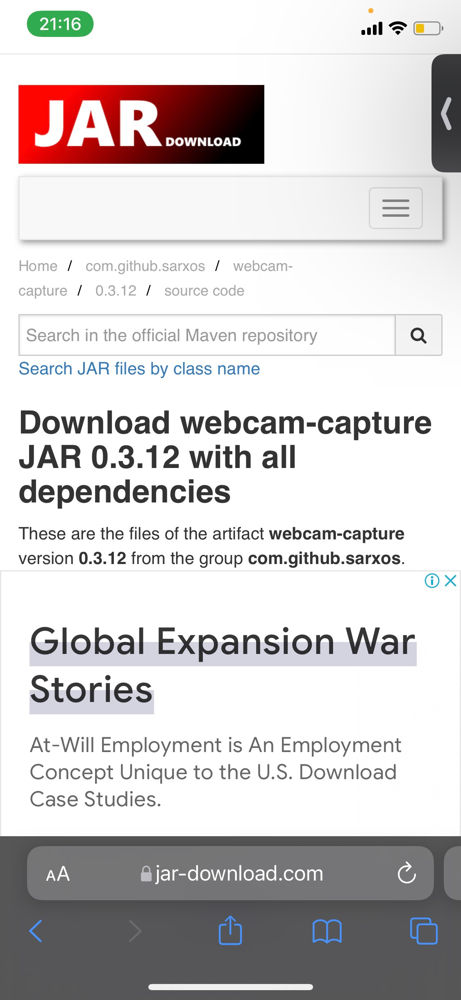 21:16
JAR DOWNLOAD
Home / com.github.sarxos / webcam-
capture / 0.3.12 / source code
Search in the official Maven repository
Search JAR files by class name
Download webcam-capture
JAR 0.3.12 with all
dependencies
These are the files of the artifact webcam-capture
version 0.3.12 from the group com.github.sarxos.
Global Expansion War
Stories
At-Will Employment is An Employment
Concept Unique to the U.S. Download
Case Studies.
AA jar-download.com